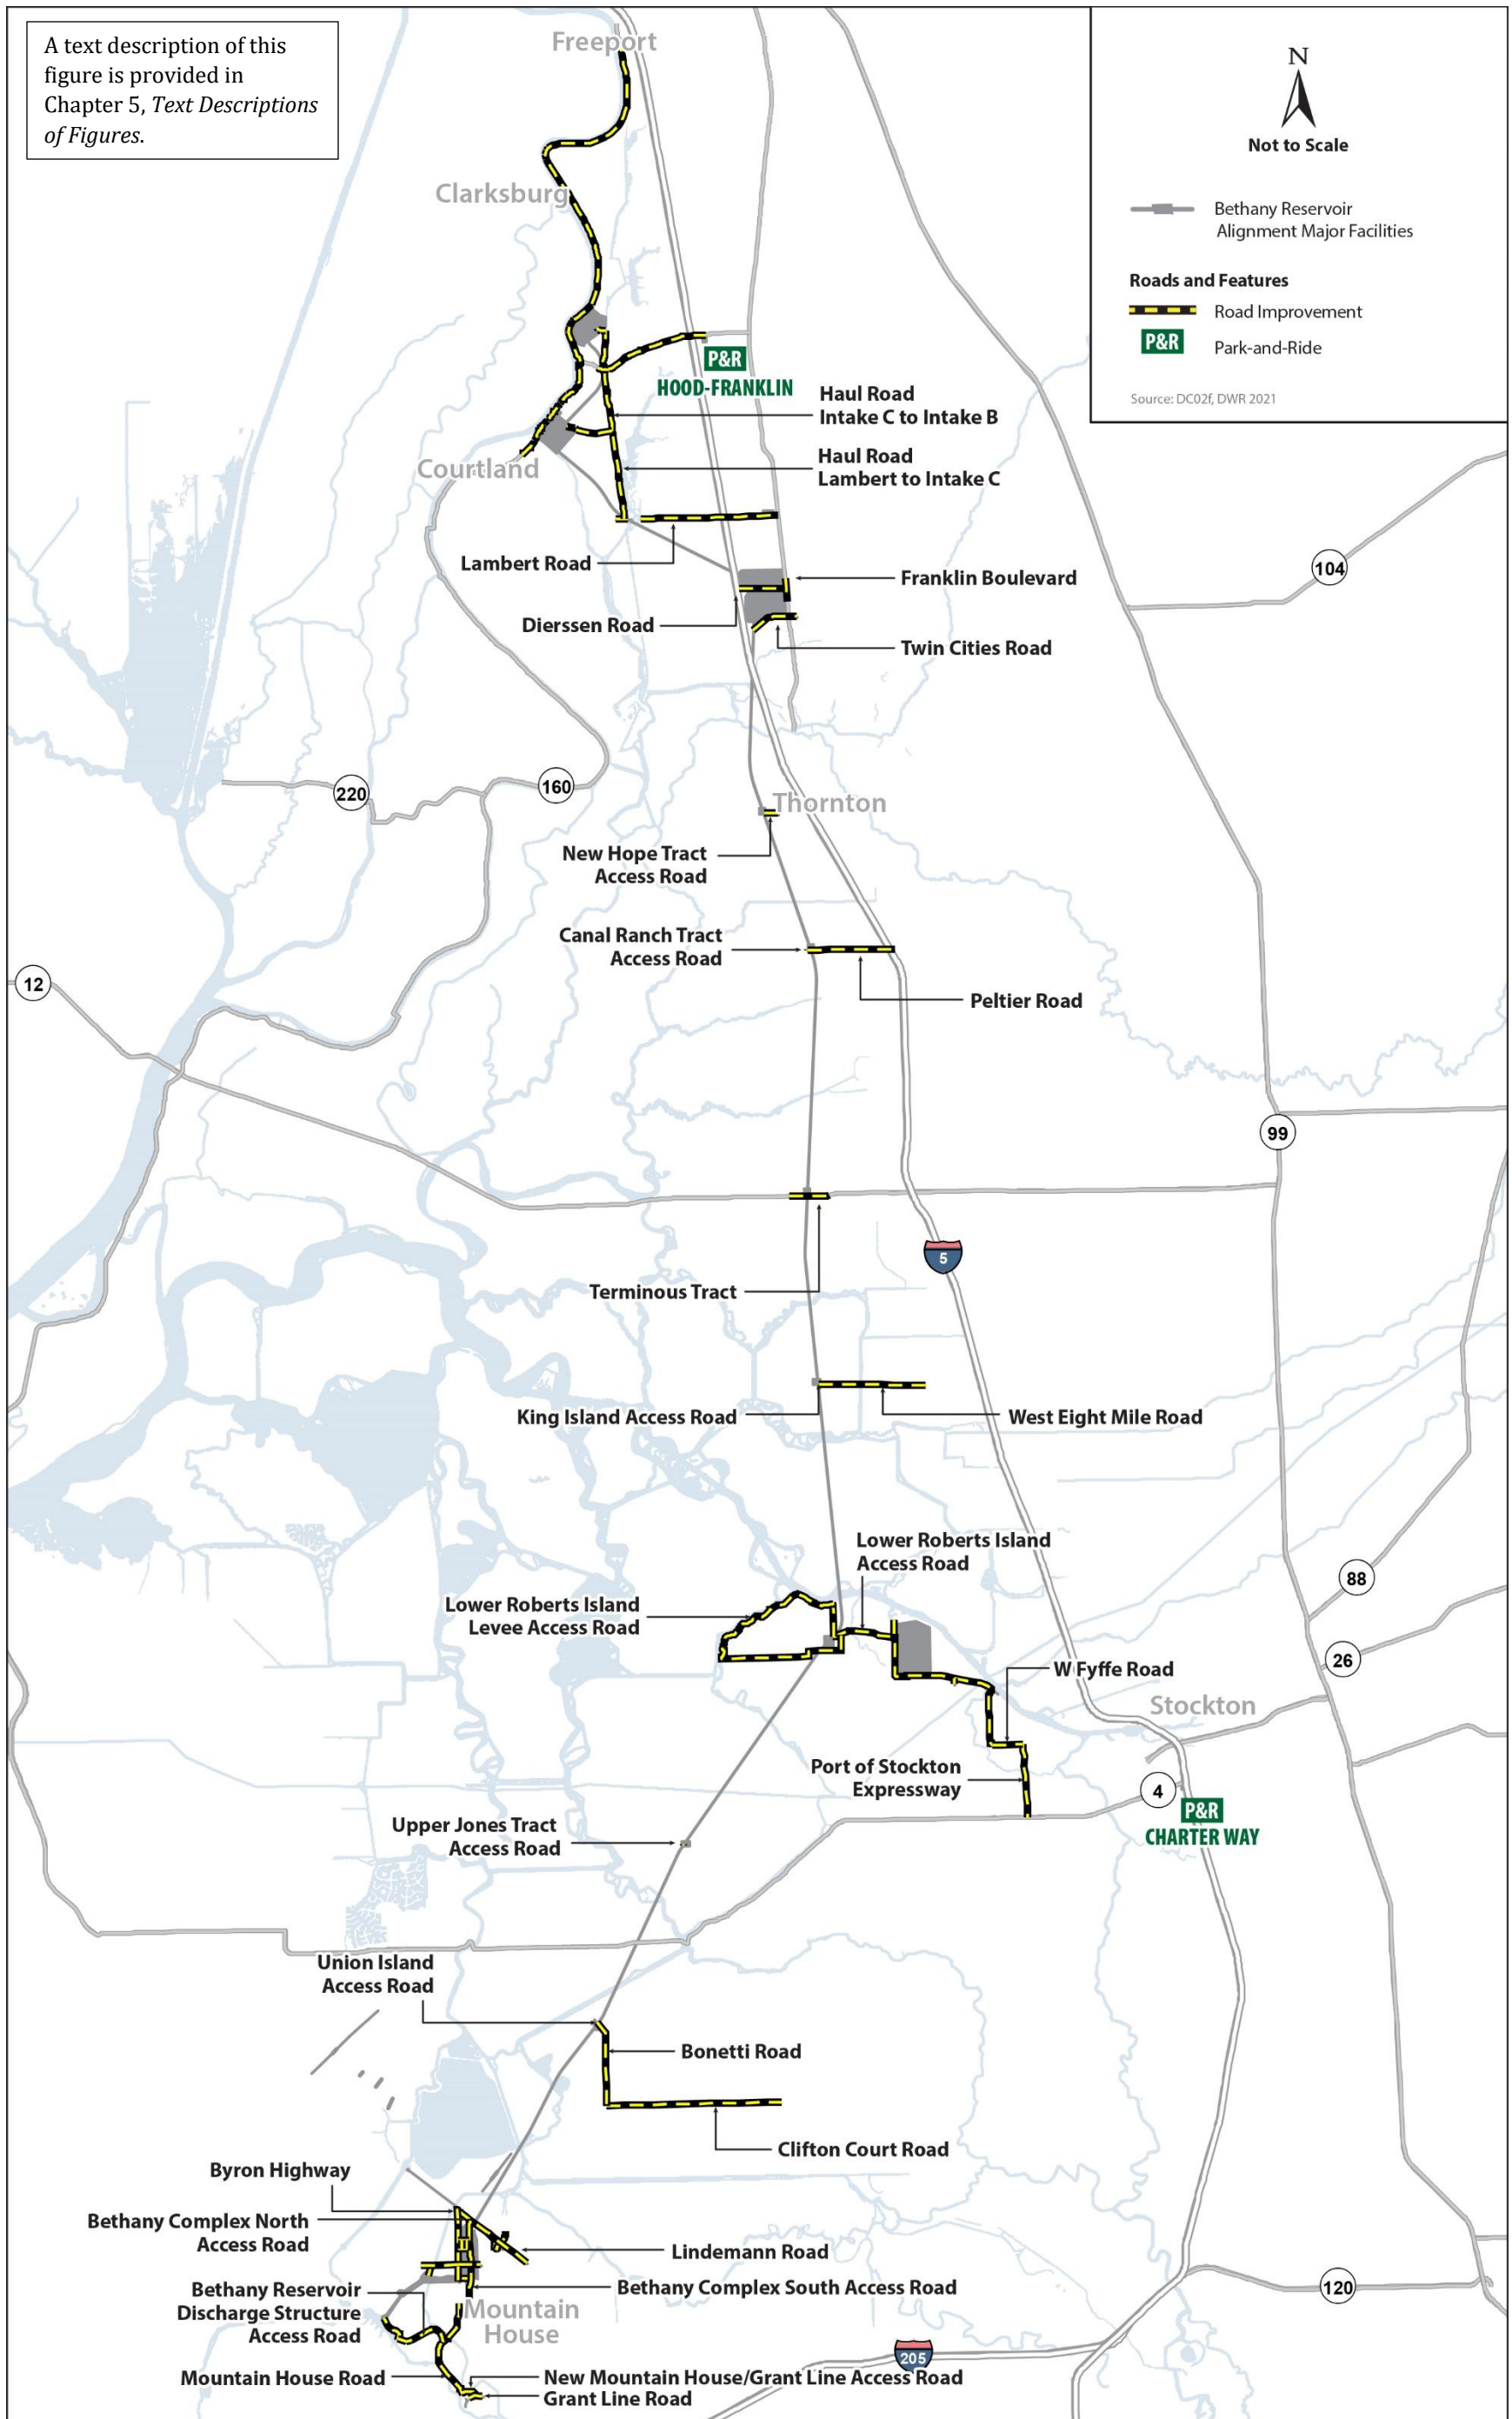 A text description of this
figure is provided in
Chapter 5, Text Descriptions
of Figures.
N
Not to Scale
Bethany Reservoir
Alignment Major Facilities
Roads and Features
Road Improvement
P&R
Park-and-Ride
Source: DC02f, DWR 2021
Freeport
Clarksburg
P&R
HOOD-FRANKLIN
Haul Road
Intake C to Intake B
Haul Road
Lambert to Intake C
Courtland
Lambert Road
104
Franklin Boulevard
Dierssen Road
Twin Cities Road
220
160
Thornton
New Hope Tract
Access Road
Canal Ranch Tract
Access Road
12
Peltier Road
99
5
Terminous Tract
King Island Access Road
West Eight Mile Road
Lower Roberts Island
Access Road
88
Lower Roberts Island
Levee Access Road
26
W Fyffe Road
Stockton
Port of Stockton
Expressway
4
P&R
CHARTER WAY
Upper Jones Tract
Access Road
Union Island
Access Road
Bonetti Road
Clifton Court Road
Byron Highway
Bethany Complex North
Access Road
Lindemann Road
Bethany Complex South Access Road
120
Bethany Reservoir
Discharge Structure
Access Road
Mountain
House
205
Mountain House Road
New Mountain House/Grant Line Access Road
Grant Line Road